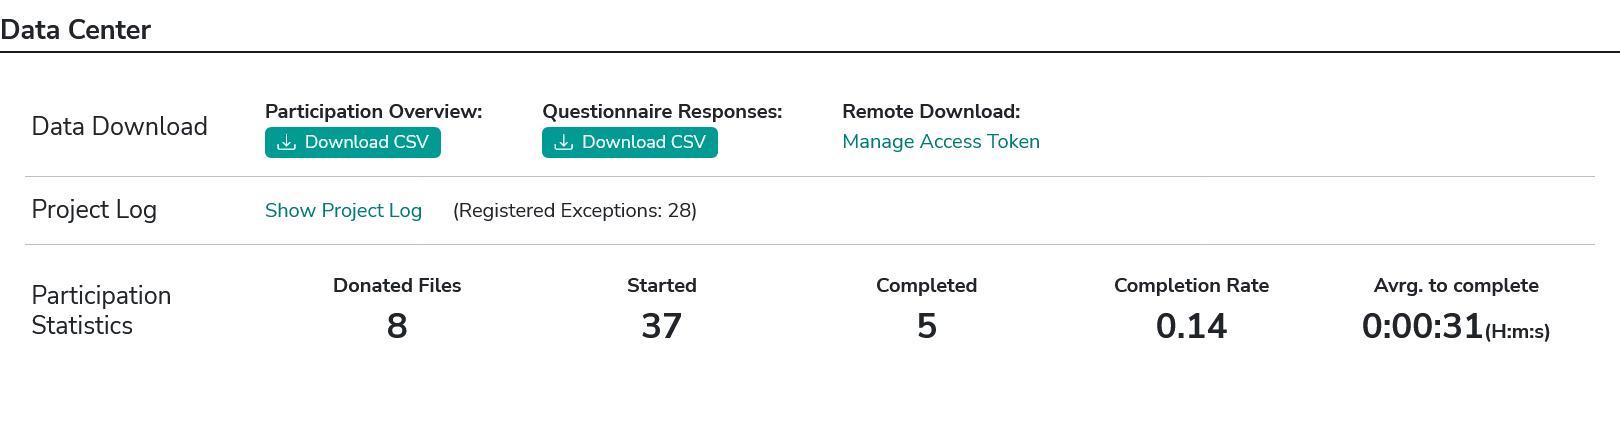 Data Center
Data Download
Participation Overview:
Download CSV
Questionnaire Responses:
Download CSV
Remote Download:
Manage Access Token
Project Log
Show Project Log (Registered Exceptions: 28)
Participation
Statistics
Donated Files
8
Started
37
Completed
5
Completion Rate
0.14
Avrg. to complete
0:00:31(H:m:s)